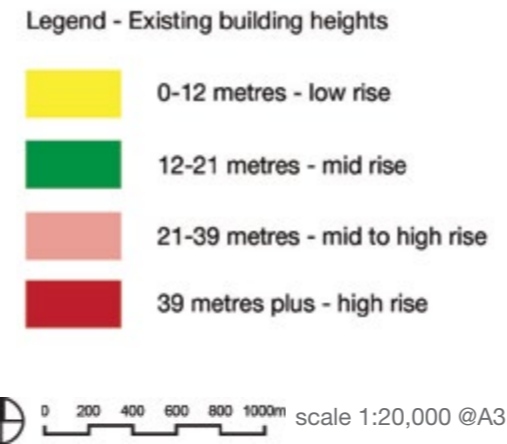 Legend - Existing building heights
0-12 metres - low rise
12-21 metres - mid rise
21-39 metres - mid to high rise
39 metres plus - high rise
0 200 400 600 800 1000m scale 1:20,000 @A3